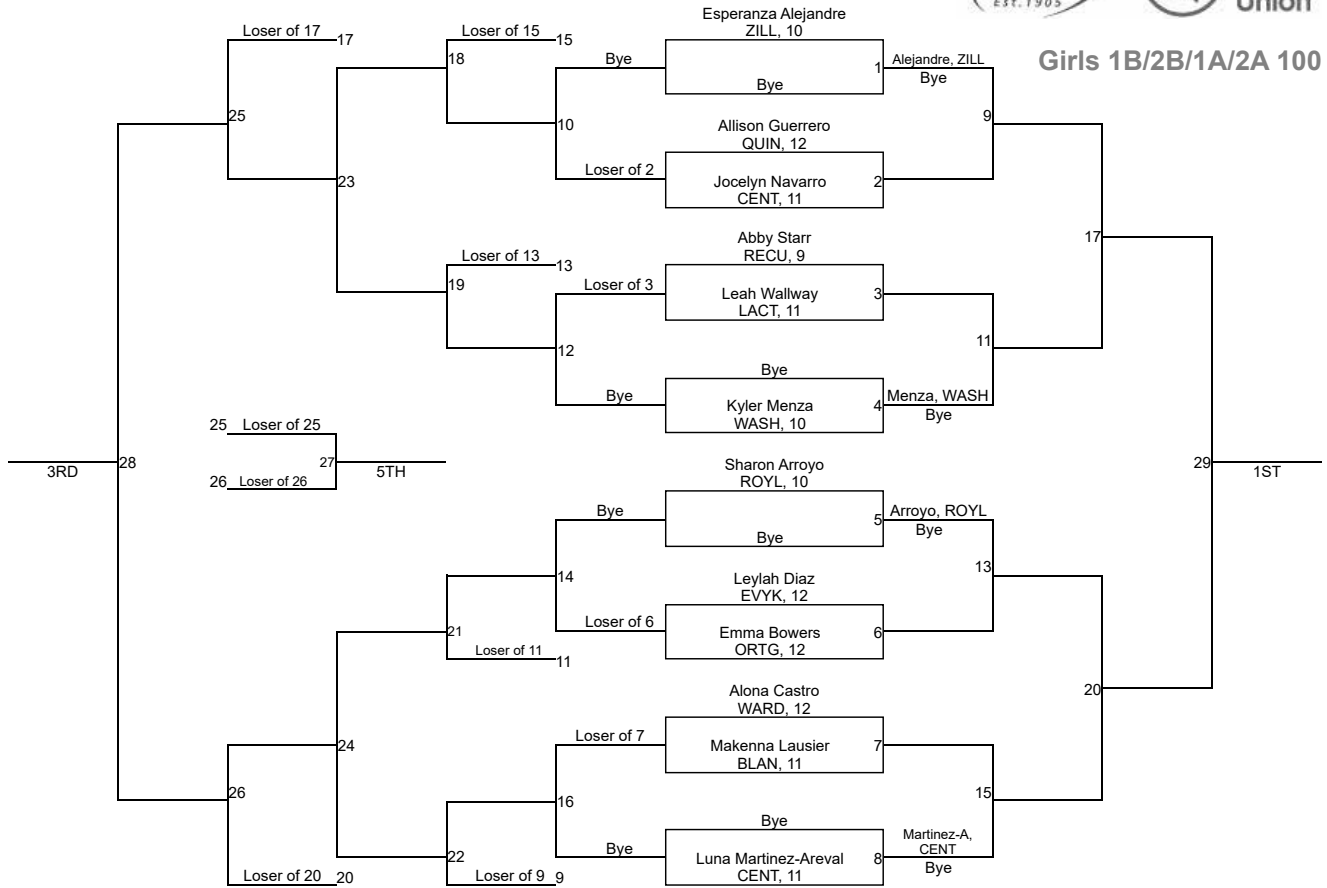 EST. 1905
Union
Girls 1B/2B/1A/2A 100
Loser of 17
17
Loser of 15
15
18
Bye
Esperanza Alejandre
ZILL, 10
Bye
1
Alejandre, ZILL
Bye
9
25
10
Allison Guerrero
QUIN, 12
Loser of 2
Jocelyn Navarro
CENT, 11
2
23
17
Abby Starr
RECU, 9
Loser of 13
13
19
Loser of 3
Leah Wallway
LACT, 11
3
11
12
Bye
Bye
Kyler Menza
WASH, 10
4
Menza, WASH
Bye
25
Loser of 25
3RD
28
27
5TH
26
Loser of 26
Sharon Arroyo
ROYL, 10
29
1ST
Bye
Bye
5
Arroyo, ROYL
Bye
13
14
Leylah Diaz
EVYK, 12
21
Loser of 6
Emma Bowers
ORTG, 12
6
Loser of 11
11
20
Alona Castro
WARD, 12
24
Loser of 7
Makenna Lausier
BLAN, 11
7
26
16
15
Bye
22
Bye
Luna Martinez-Areval
CENT, 11
8
Martinez-A,
CENT
Bye
Loser of 20
20
Loser of 9
9